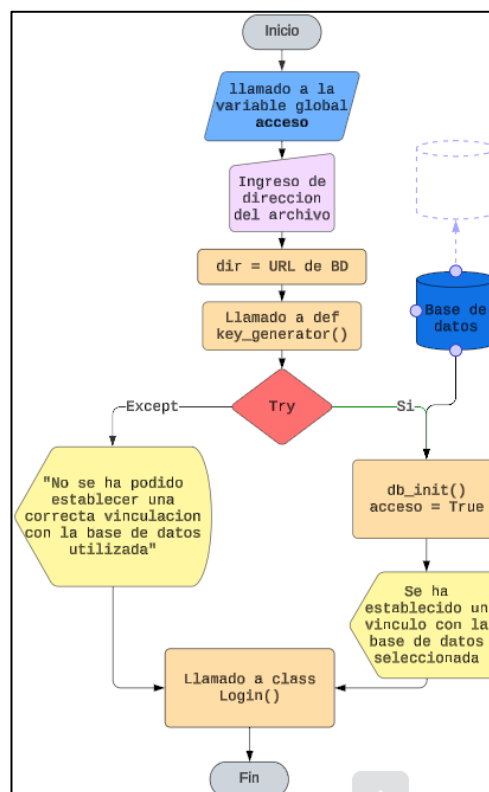 Inicio
llamado a la
variable global
acceso
Ingreso de
direccion
del archivo
dir = URL de BD
Base de
datos
Llamado a def
key_generator()
Try
Except
Si
"No se ha podido
establecer una
correcta vinculacion
con la base de datos
utilizada"
db_init()
acceso = True
Se ha
establecido un
vinculo con la
base de datos
seleccionada
Llamado a class
Login()
Fin